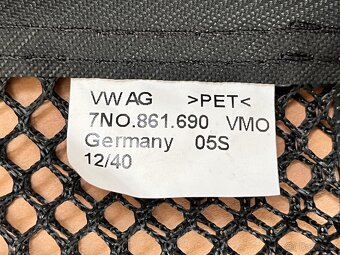 VW AG >PET<
7NO.861.690 VMO
Germany 05S
12/40